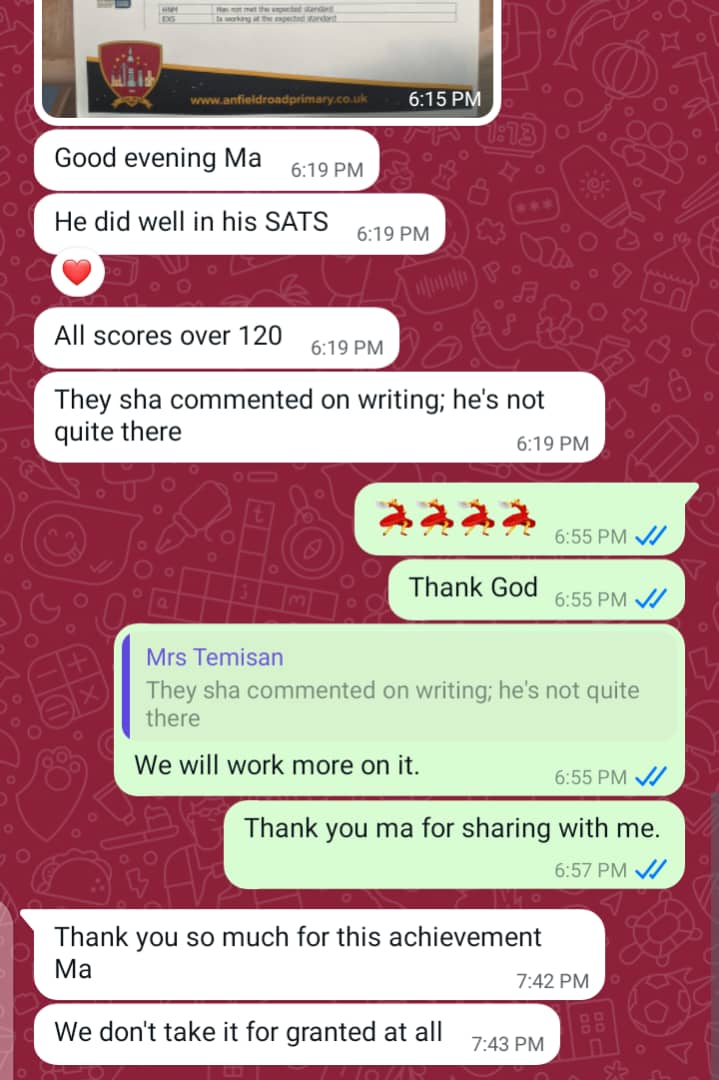 HNM Has not met the expected standard
EXS Is working at the expected standard
www.anfieldroadprimary.co.uk
6:15 PM
Good evening Ma 6:19 PM
He did well in his SATS 6:19 PM
All scores over 120 6:19 PM
They sha commented on writing; he's not
quite there
6:19 PM
6:55 PM
Thank God 6:55 PM
Mrs Temisan
They sha commented on writing; he's not quite
there
We will work more on it.
6:55 PM
Thank you ma for sharing with me.
6:57 PM
Thank you so much for this achievement
Ma
7:42 PM
We don't take it for granted at all 7:43 PM